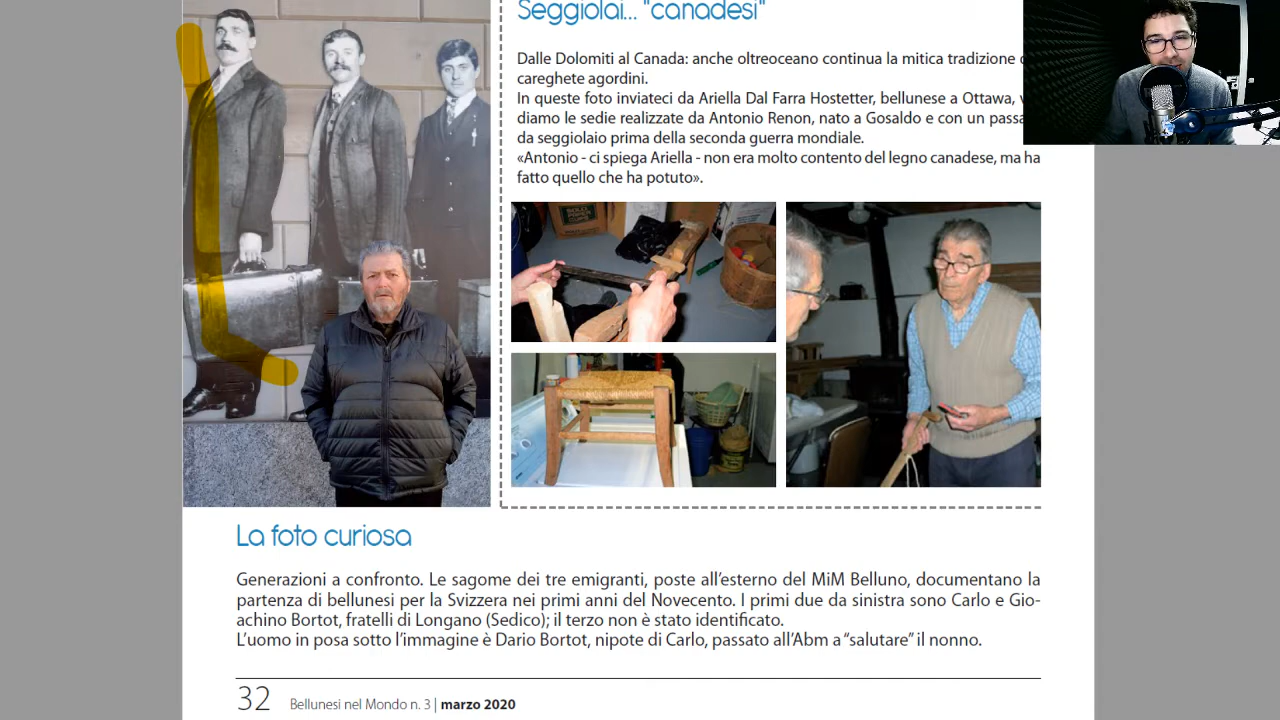 Seggiolai... "canadesi"
Dalle Dolomiti al Canada: anche oltreoceano continua la mitica tradizione
careghete agordini.
In queste foto inviateci da Ariella Dal Farra Hostetter, bellunese a Ottawa,
diamo le sedie realizzate da Antonio Renon, nato a Gosaldo e con un
da seggiolaio prima della seconda guerra mondiale.
«Antonio - ci spiega Ariella - non era molto contento del legno canadese, ma ha
fatto quello che ha potuto».
La foto curiosa
Generazioni a confronto. Le sagome dei tre emigranti, poste all'esterno del MiM Belluno, documentano la
partenza di bellunesi per la Svizzera nei primi anni del Novecento. I primi due da sinistra sono Carlo e Gio-
achino Bortot, fratelli di Longano (Sedico); il terzo non è stato identificato.
L'uomo in posa sotto l'immagine è Dario Bortot, nipote di Carlo, passato all'Abm a "salutare" il nonno.
32 Bellunesi nel Mondo n. 3 | marzo 2020